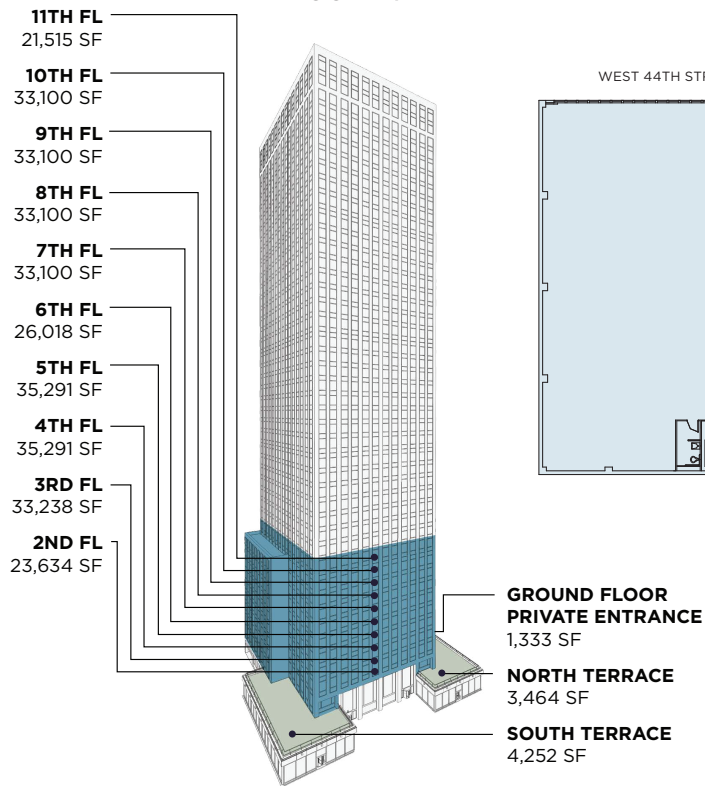 11TH FL
21,515 SF
10TH FL
33,100 SF
9TH FL
33,100 SF
8TH FL
33,100 SF
7TH FL
33,100 SF
6TH FL
26,018 SF
5TH FL
35,291 SF
4TH FL
35,291 SF
3RD FL
33,238 SF
2ND FL
23,634 SF
WEST 44TH STR
GROUND FLOOR
PRIVATE ENTRANCE
1,333 SF
NORTH TERRACE
3,464 SF
SOUTH TERRACE
4,252 SF